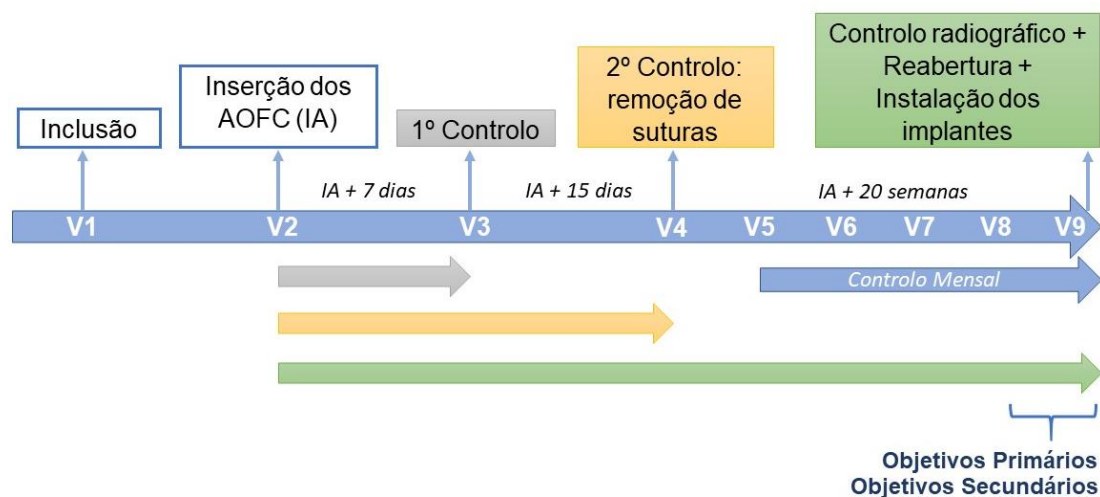 Inclusão
Inserção dos
AOFC (IA)
1º Controlo
2º Controlo:
remoção de
suturas
Controlo radiográfico +
Reabertura +
Instalação dos
implantes
IA + 7 dias
IA + 15 dias
IA + 20 semanas
V1 V2 V3 V4 V5 V6 V7 V8 V9
Controlo Mensal
Objetivos Primários
Objetivos Secundários